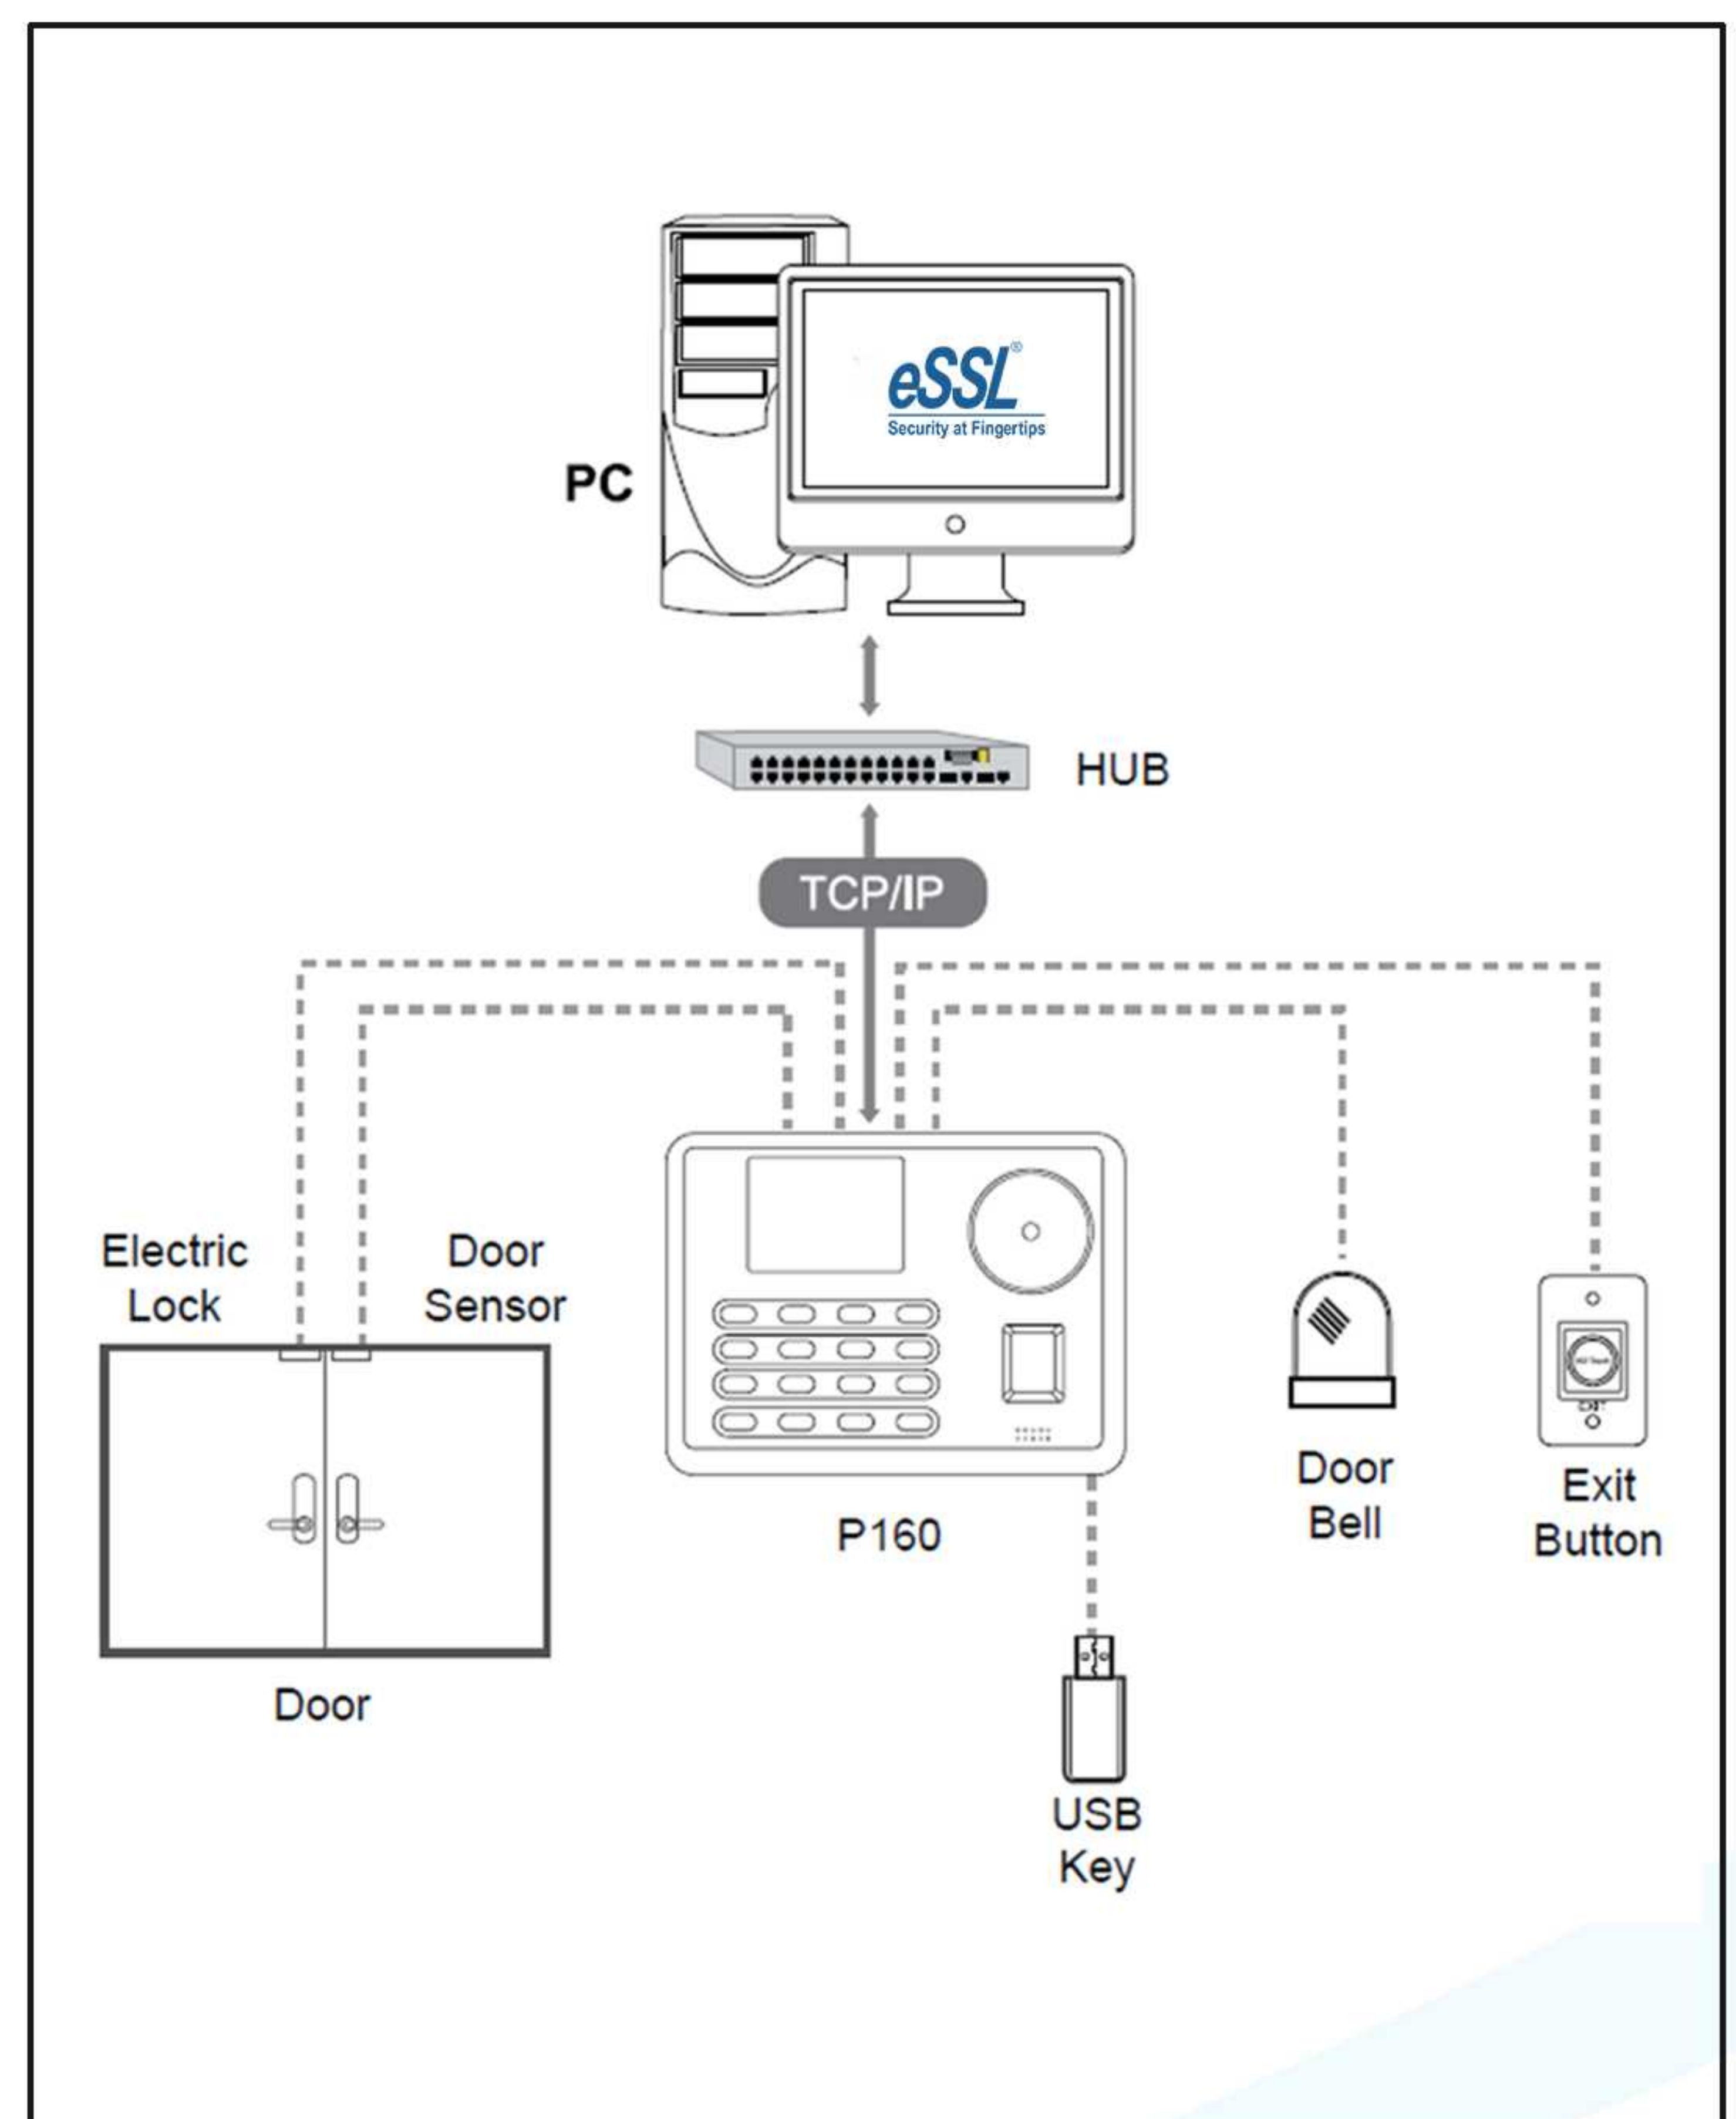 eSSL®
Security at Fingertips
PC
HUB
TCP/IP
Electric
Lock
Door
Sensor
Door
P160
USB
Key
Door
Bell
EXIT
Exit
Button